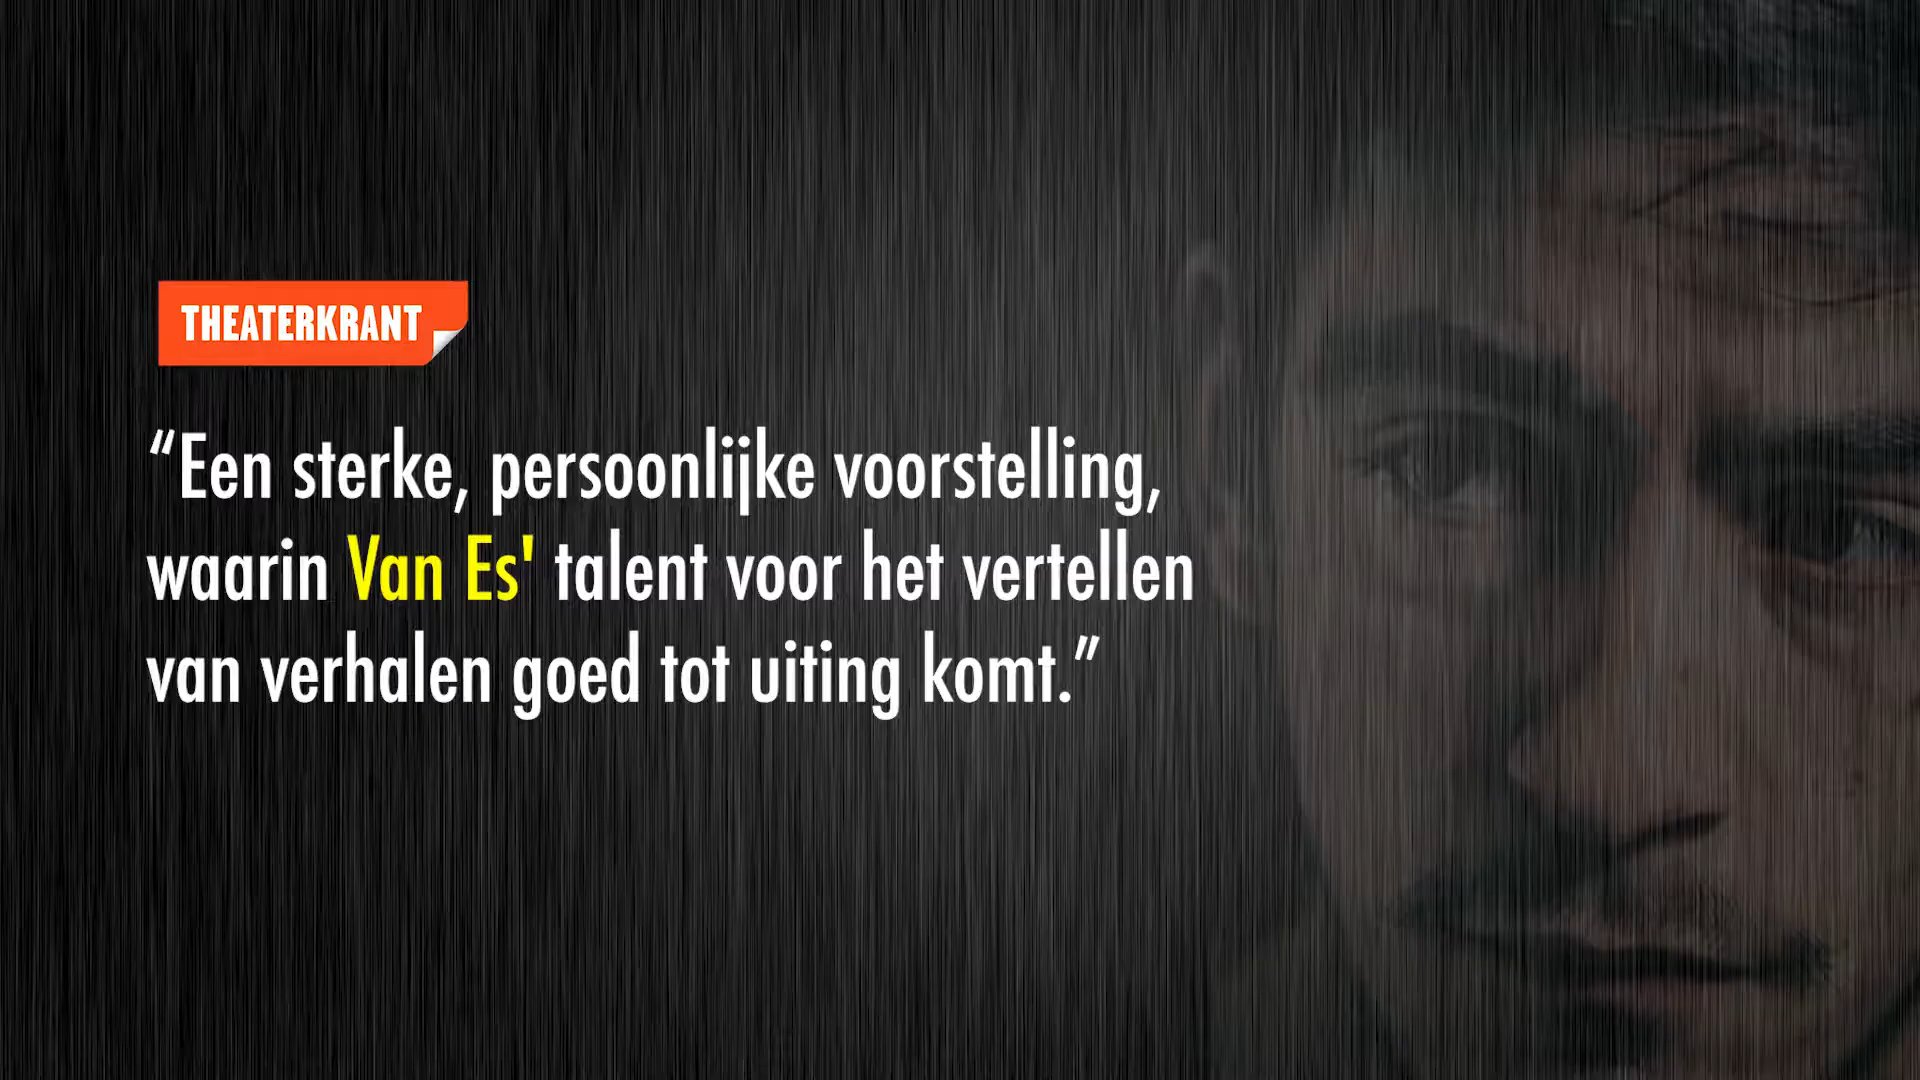 THEATERKRANT
“Een sterke, persoonlijke voorstelling,
waarin Van Es' talent voor het vertellen
van verhalen goed tot uiting komt.”